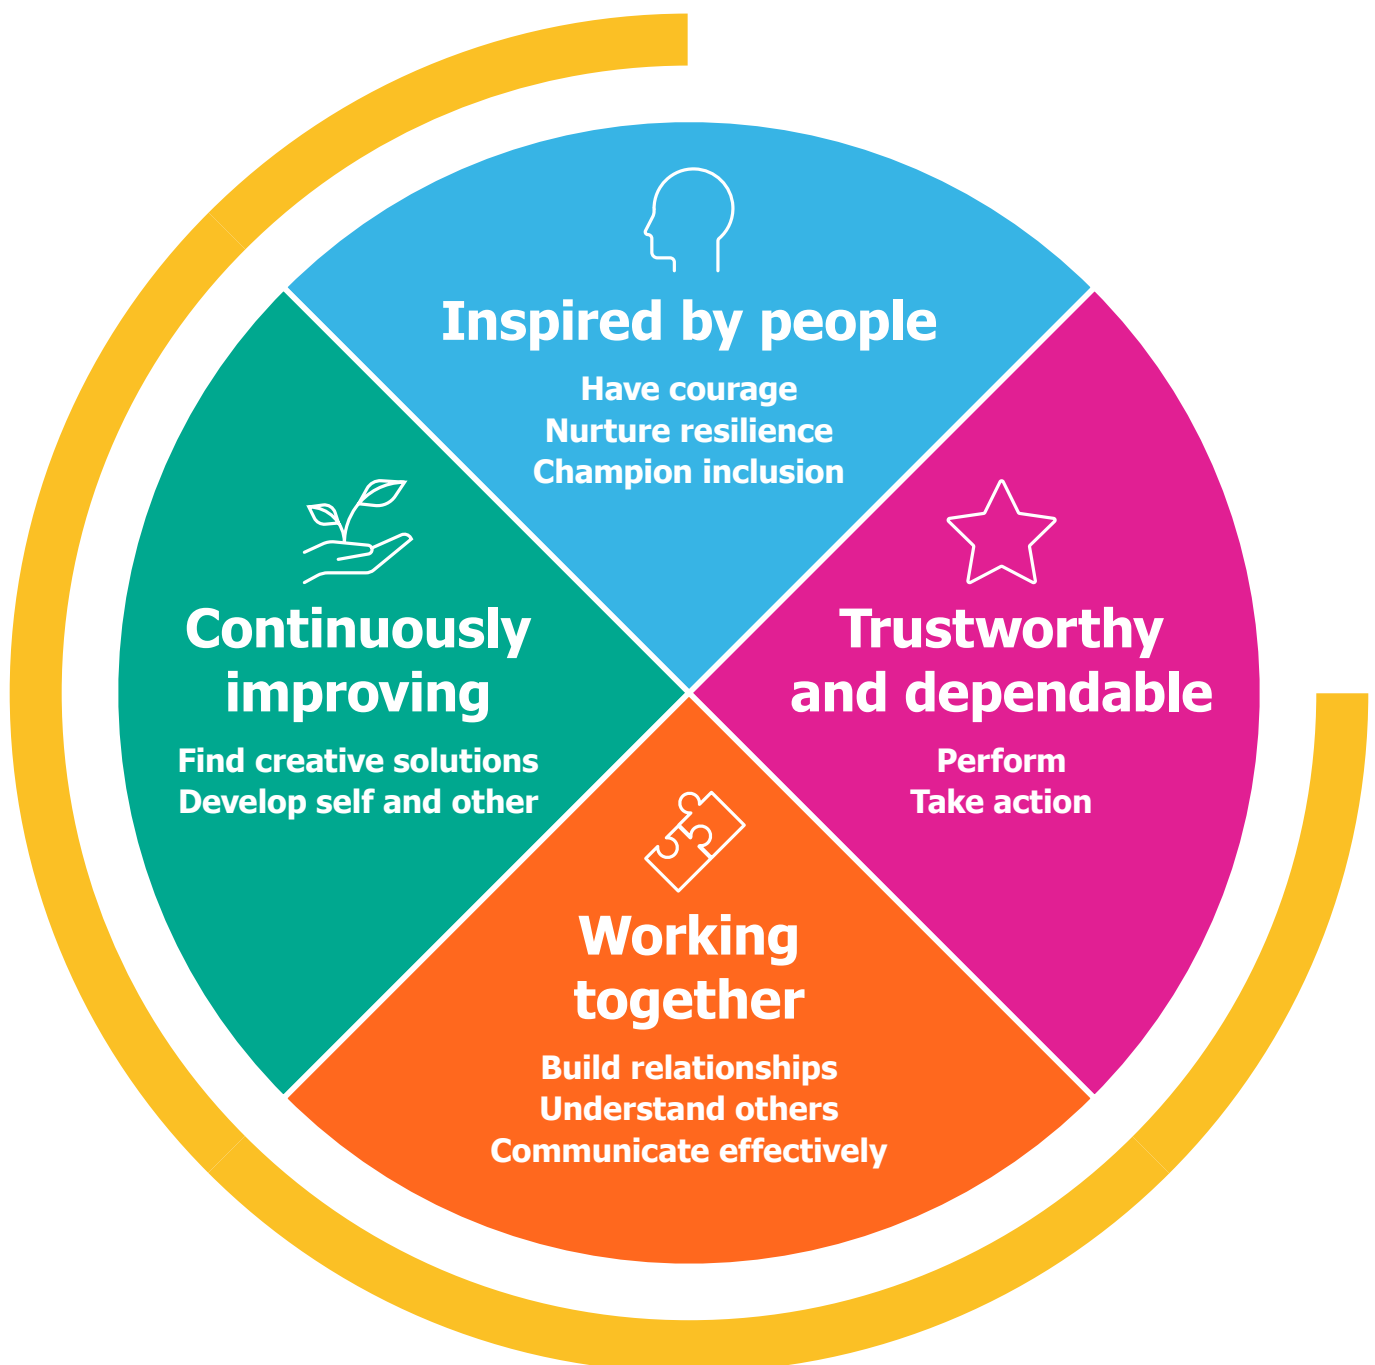 Inspired by people
Have courage
Nurture resilience
Champion inclusion
Continuously
improving
Find creative solutions
Develop self and other
Trustworthy
and dependable
Perform
Take action
Working
together
Build relationships
Understand others
Communicate effectively